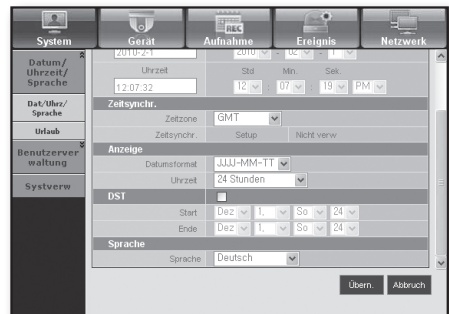 System Gerät Aufnahme Ereignis Netzwerk
REC
Datum/
Uhrzeit/
Sprache
Dat/Uhrz/
Sprache
Urlaub
Benutzerver
waltung
Systverw
2010-2-1 2010 - 02 - 1
Uhrzeit Std Min. Sek.
12:07:32 12 : 07 : 19 PM
Zeitsynchr.
Zeitzone GMT
Zeitsynchr. Setup Nicht verw
Anzeige
Datumsformat JJJJ-MM-TT
Uhrzeit 24 Stunden
DST
Start Dez 1, So 24
Ende Dez 1, So 24
Sprache
Sprache Deutsch
Übern. Abbruch